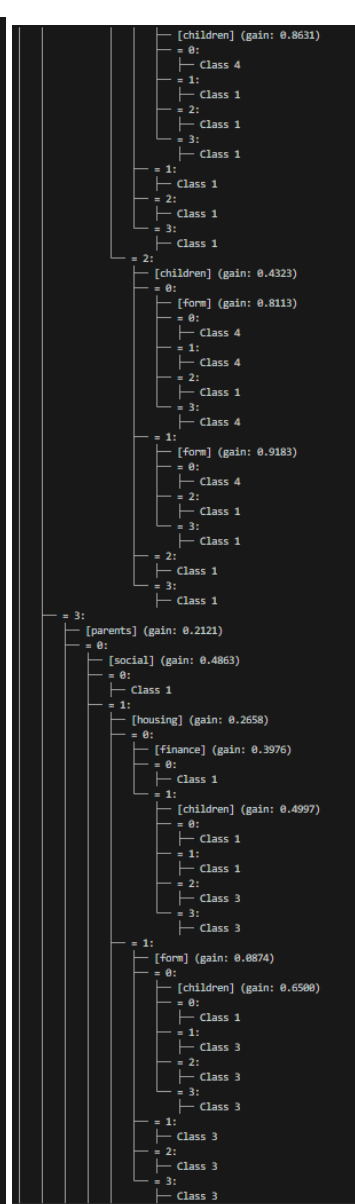 [children] (gain: 0.8631)
= 0:
Class 4
= 1:
Class 1
= 2:
Class 1
= 3:
Class 1
= 1:
Class 1
= 2:
Class 1
= 3:
Class 1
= 2:
[children] (gain: 0.4323)
= 0:
[form] (gain: 0.8113)
= 0:
Class 4
= 1:
Class 4
= 2:
Class 1
= 3:
Class 4
= 1:
[form] (gain: 0.9183)
= 0:
Class 4
= 2:
Class 1
= 3:
Class 1
= 2:
Class 1
= 3:
Class 1
= 3:
[parents] (gain: 0.2121)
= 0:
[social] (gain: 0.4863)
= 0:
Class 1
= 1:
[housing] (gain: 0.2658)
= 0:
[finance] (gain: 0.3976)
= 0:
Class 1
= 1:
[children] (gain: 0.4997)
= 0:
Class 1
= 1:
Class 1
= 2:
Class 3
= 3:
Class 3
= 1:
[form] (gain: 0.0874)
= 0:
[children] (gain: 0.6500)
= 0:
Class 1
= 1:
Class 3
= 2:
Class 3
= 3:
Class 3
= 1:
Class 3
= 2:
Class 3
= 3:
Class 3